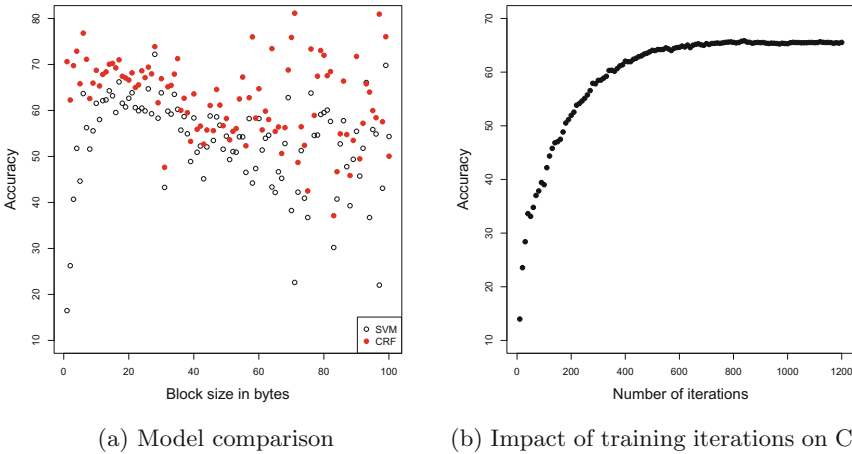 80
70
60
50
40
30
20
10
Accuracy
0 20 40 60 80 100
Block size in bytes
SVM
CRF
(a) Model comparison
70
60
50
40
30
20
10
Accuracy
0 200 400 600 800 1000 1200
Number of iterations
(b) Impact of training iterations on C